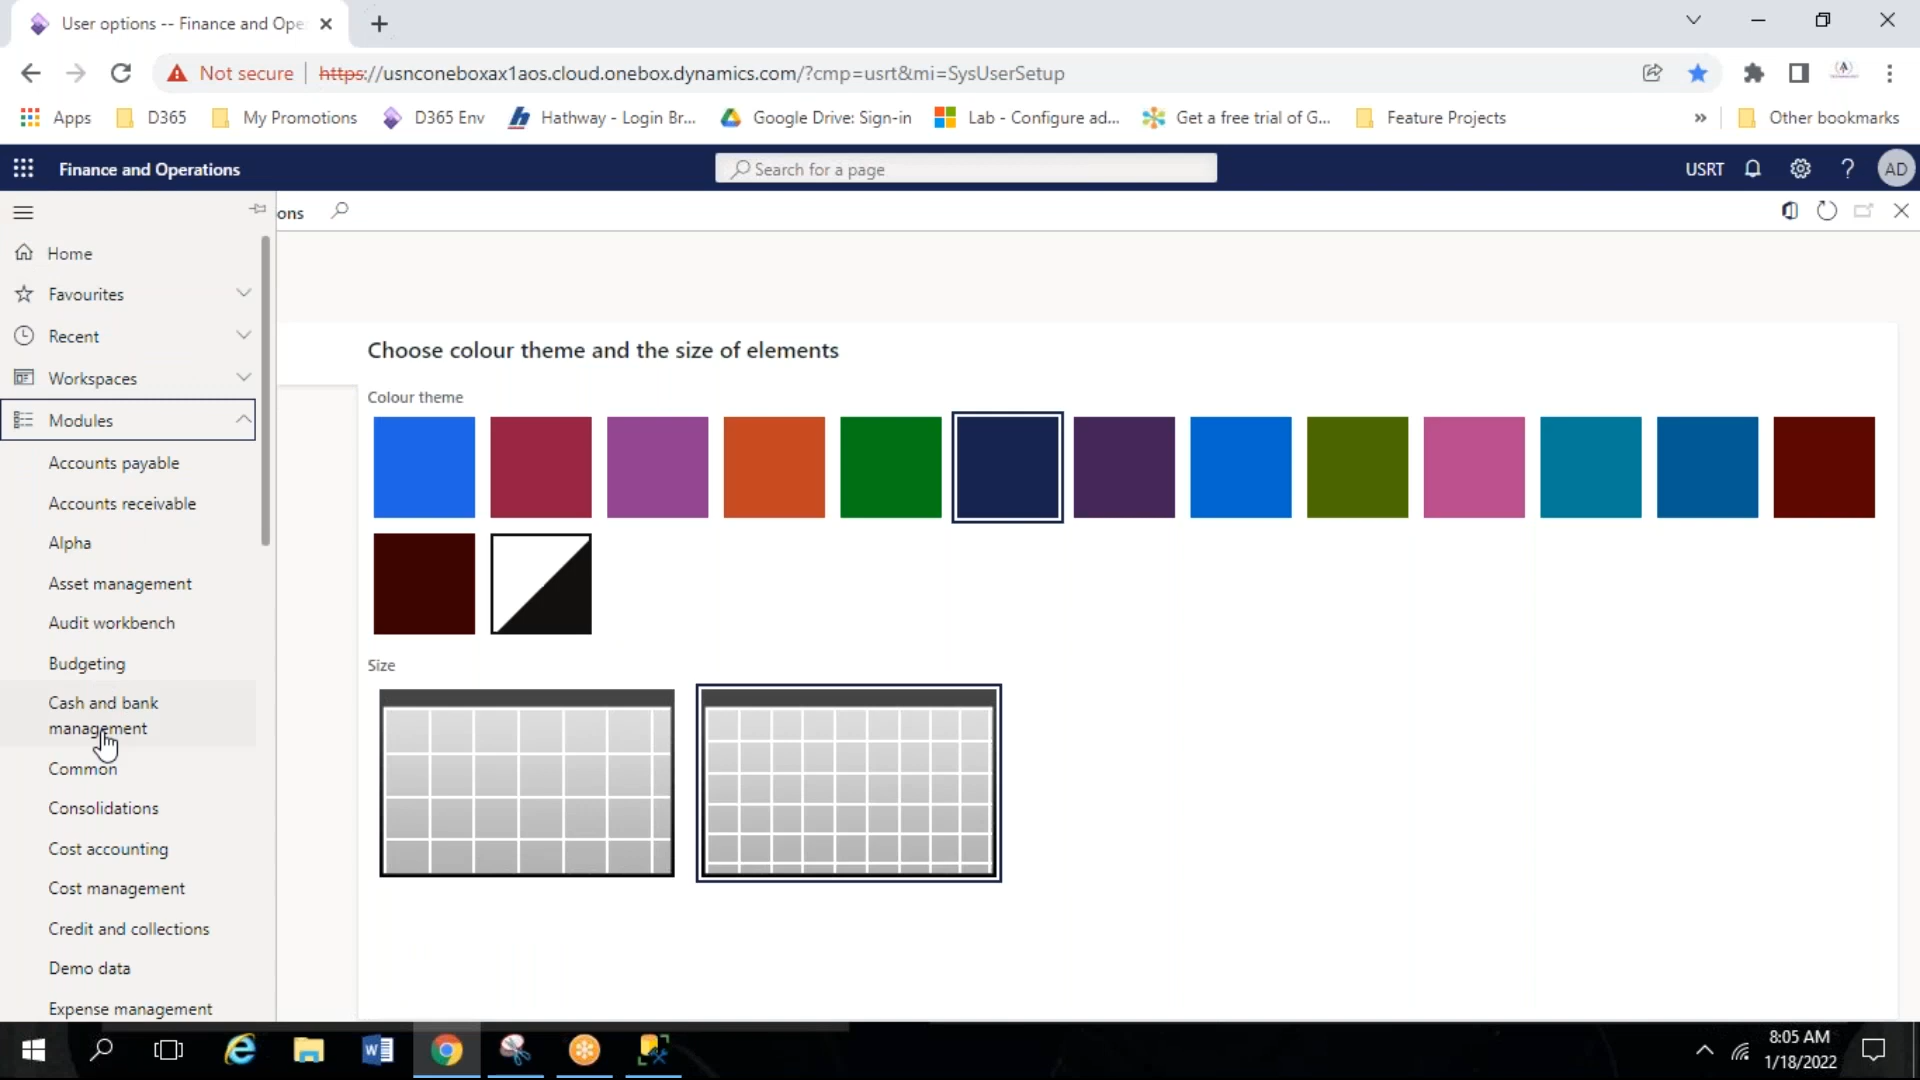 User options -- Finance and Ope
Not secure
https://usnconeboxax1aos.cloud.onebox.dynamics.com/?cmp=usrt&mi=SysUserSetup
Apps
D365
My Promotions
D365 Env
Hathway - Login Br...
Google Drive: Sign-in
Lab - Configure ad...
Get a free trial of G...
Feature Projects
»
Other bookmarks
Finance and Operations
Search for a page
USRT
?
AD
ons
Home
Favourites
Recent
Workspaces
Modules
Accounts payable
Accounts receivable
Alpha
Asset management
Audit workbench
Budgeting
Cash and bank
management
Common
Consolidations
Cost accounting
Cost management
Credit and collections
Demo data
Expense management
Choose colour theme and the size of elements
Colour theme
Size
8:05 AM
1/18/2022